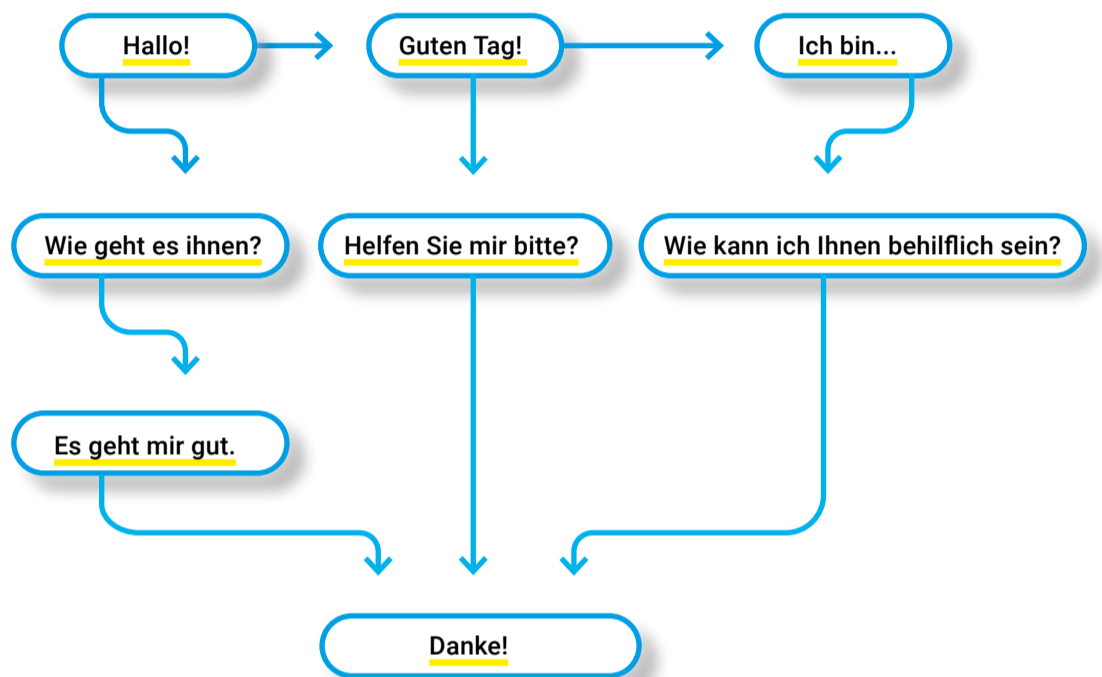 Hallo!
Guten Tag!
Ich bin...
Wie geht es ihnen?
Helfen Sie mir bitte?
Wie kann ich Ihnen behilflich sein?
Es geht mir gut.
Danke!